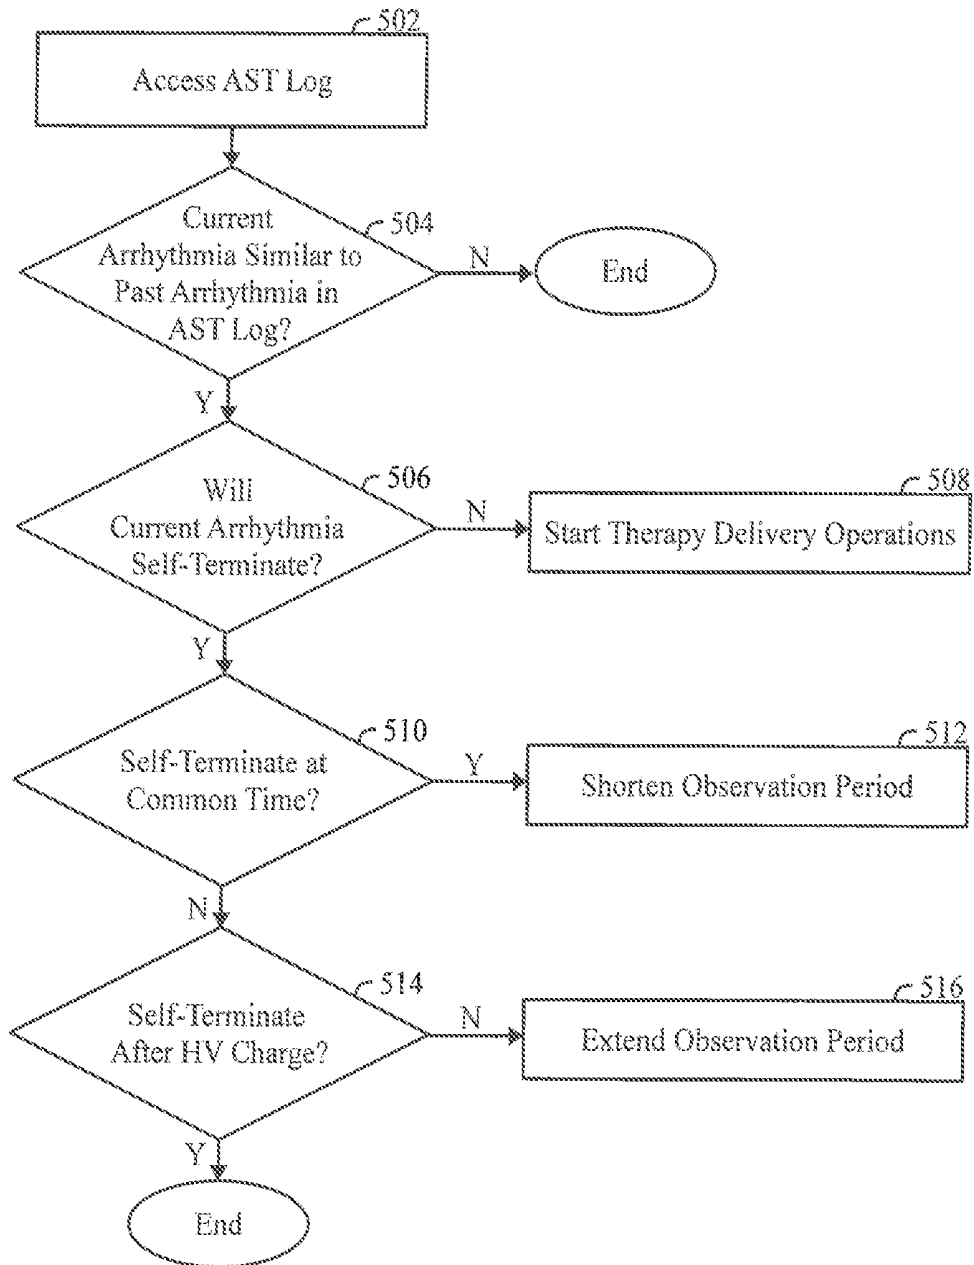 502
Access AST Log
504
Current
Arrhythmia Similar to
Past Arrhythmia in
AST Log?
N
End
Y
506
Will
Current Arrhythmia
Self-Terminate?
N
508
Start Therapy Delivery Operations
Y
510
Self-Terminate at
Common Time?
Y
512
Shorten Observation Period
N
514
Self-Terminate
After HV Charge?
N
516
Extend Observation Period
Y
End